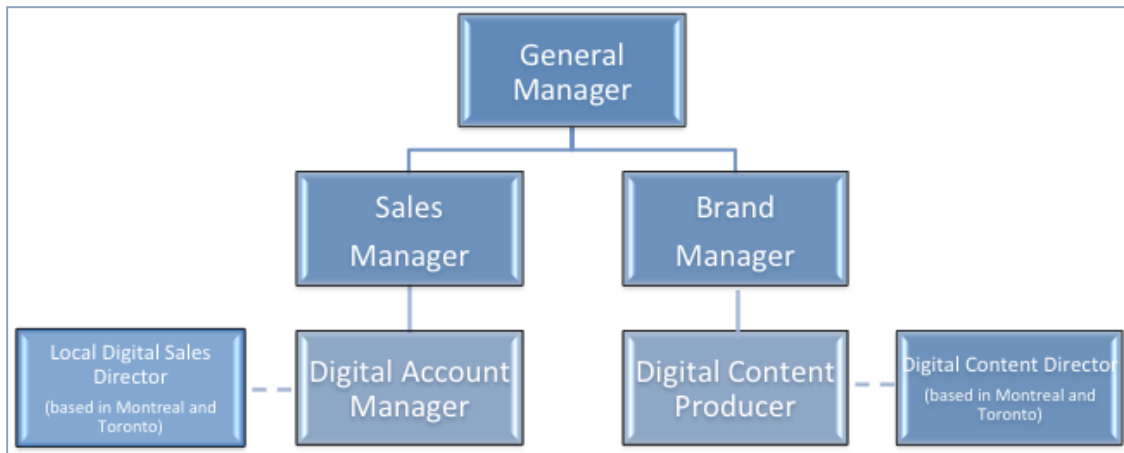 General
Manager
Sales
Manager
Brand
Manager
Local Digital Sales
Director
(based in Montreal and
Toronto)
Digital Account
Manager
Digital Content
Producer
Digital Content Director
(based in Montreal and
Toronto)